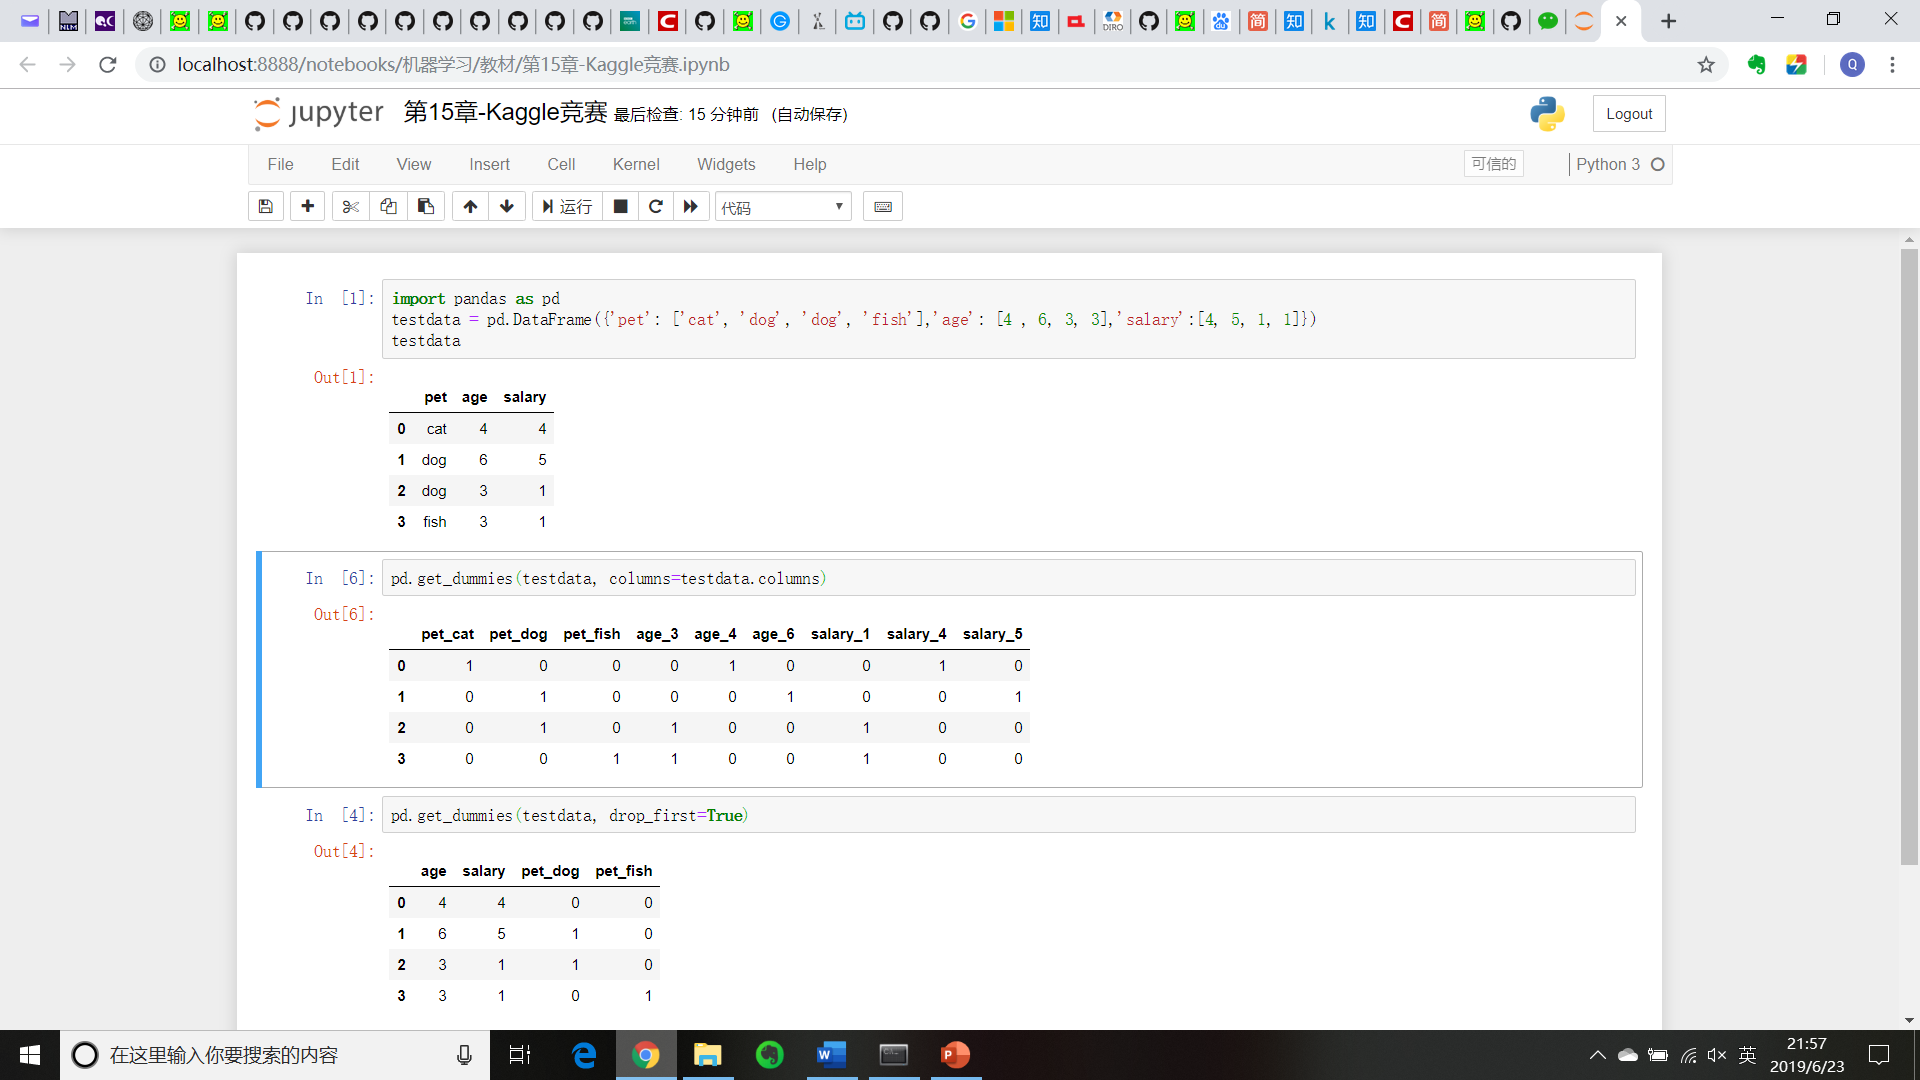 localhost:8888/notebooks/机器学习/教材/第15章-Kaggle竞赛.ipynb
Q
jupyter 第15章-Kaggle竞赛 最后检查: 15 分钟前 (自动保存)
Logout
File Edit View Insert Cell Kernel Widgets Help 可信的 Python 3
运行 代码
In [1]: import pandas as pd
testdata = pd.DataFrame({'pet': ['cat', 'dog', 'dog', 'fish'],'age': [4 , 6, 3, 3],'salary':[4, 5, 1, 1]})
testdata
Out[1]:
pet age salary
0 cat 4 4
1 dog 6 5
2 dog 3 1
3 fish 3 1
In [6]: pd.get_dummies(testdata, columns=testdata.columns)
Out[6]:
pet_cat pet_dog pet_fish age_3 age_4 age_6 salary_1 salary_4 salary_5
0 1 0 0 0 1 0 0 1 0
1 0 1 0 0 0 1 0 0 1
2 0 1 0 1 0 0 1 0 0
3 0 0 1 1 0 0 1 0 0
In [4]: pd.get_dummies(testdata, drop_first=True)
Out[4]:
age salary pet_dog pet_fish
0 4 4 0 0
1 6 5 1 0
2 3 1 1 0
3 3 1 0 1
在这里输入你要搜索的内容
英
21:57
2019/6/23